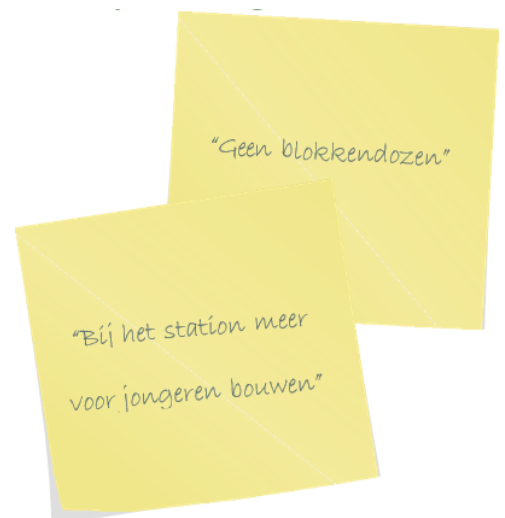 “Geen blokkendozen”
“Bij het station meer
voor jongeren bouwen”